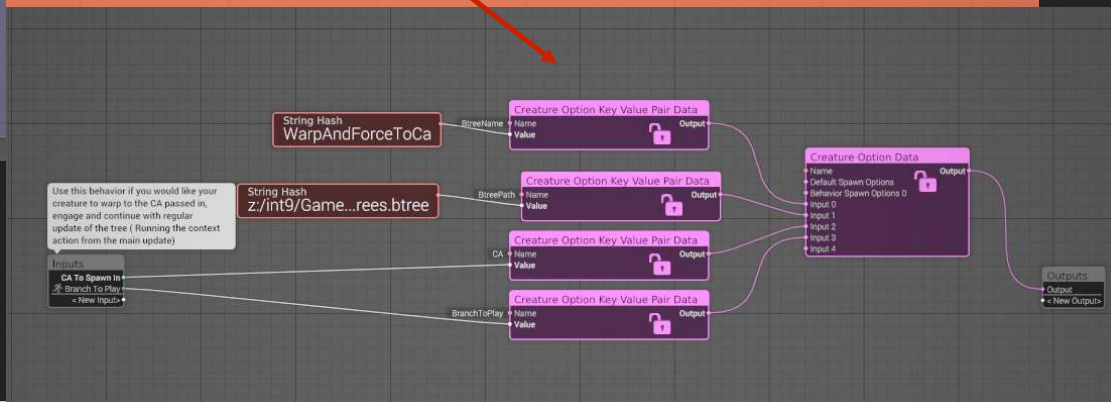 Creature Option Key Value Pair Data
String Hash
WarpAndForceToCa
BtreeName
Name
Value
Output
Creature Option Data
Name
Default Spawn Options
Behavior Spawn Options 0
Input 0
Input 1
Input 2
Input 3
Input 4
Output
Use this behavior if you would like your
creature to warp to the CA passed in,
engage and continue with regular
update of the tree ( Running the context
action from the main update)
String Hash
z:/int9/Game...rees.btree
Creature Option Key Value Pair Data
BtreePath
Name
Value
Output
Creature Option Key Value Pair Data
CA
Name
Value
Output
Inputs
CA To Spawn In
Branch To Play
< New Input>
Creature Option Key Value Pair Data
BranchToPlay
Name
Value
Output
Outputs
Output
< New Output>